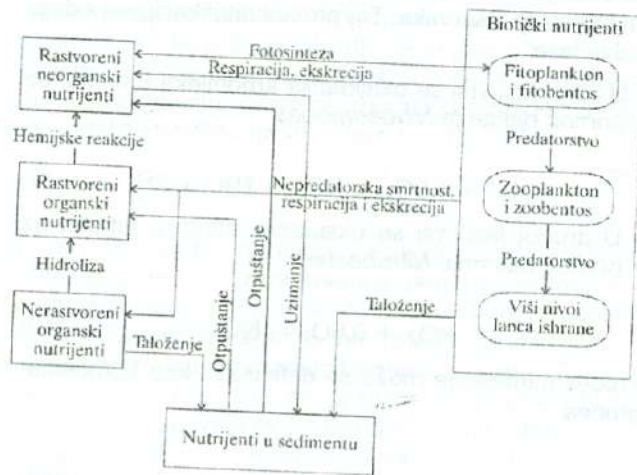 Biotički nutrijenti
Rastvoreni
neorganski
nutrijenti
Fotosinteza
Respiracija, ekskrecija
Fitoplankton
i fitobentos
Hemijske reakcije
Predatorstvo
Rastvoreni
organski
nutrijenti
Nepredatorska smrtnost,
respiracija i ekskrecija
Zooplankton
i zoobentos
Hidroliza
Predatorstvo
Nerastvoreni
organski
nutrijenti
Taloženje
Otpuštanje
Otpuštanje
Uzimanje
Taloženje
Viši nivoi
lanca ishrane
Nutrijenti u sedimentu